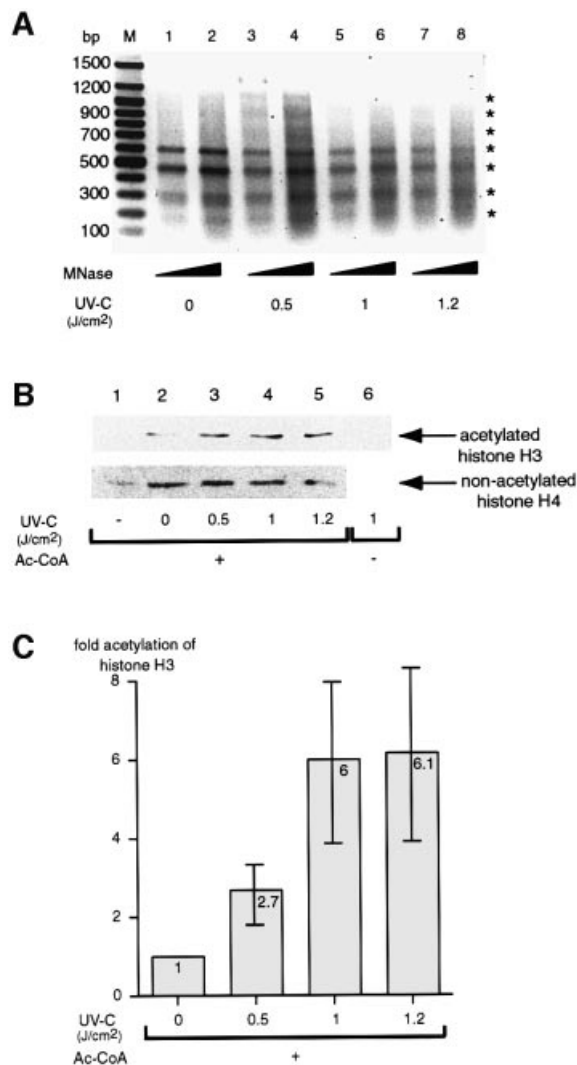 A
bp M 1 2 3 4 5 6 7 8
1500
1200
900
700
500
300
100
*
*
*
*
*
*
*
MNase
UV-C 0 0.5 1 1.2
(J/cm2)
B
1 2 3 4 5 6
acetylated
histone H3
non-acetylated
histone H4
UV-C - 0 0.5 1 1.2 1
(J/cm2)
Ac-CoA + -
C
fold acetylation of
histone H3
8
6
4
2
0
1
2.7
6
6.1
UV-C 0 0.5 1 1.2
(J/cm2)
Ac-CoA +